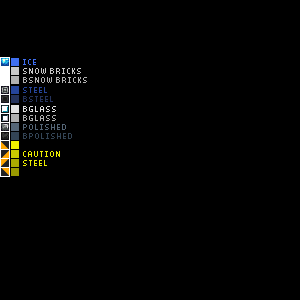 ICE
SNOW BRICKS
BSNOW BRICKS
STEEL
BSTEEL
BGLASS
BGLASS
POLISHED
BPOLISHED
CAUTION
STEEL